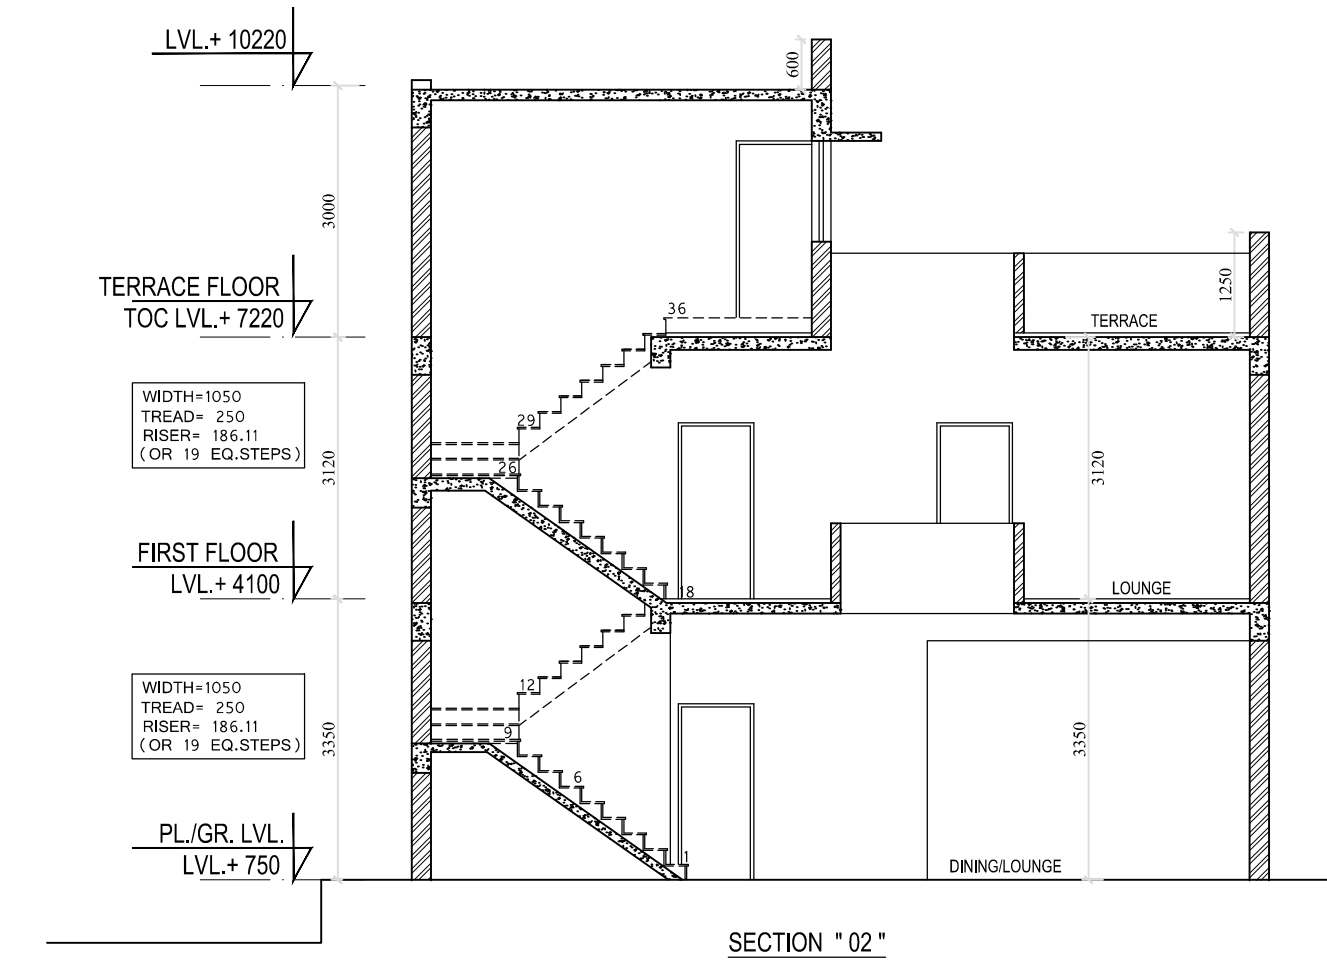 LVL.+ 10220
600
3000
TERRACE FLOOR
TOC LVL.+ 7220
36
1250
TERRACE
WIDTH=1050
TREAD= 250
RISER= 186.11
(OR 19 EQ.STEPS)
29
26
3120
3120
FIRST FLOOR
LVL.+ 4100
18
LOUNGE
WIDTH=1050
TREAD= 250
RISER= 186.11
(OR 19 EQ.STEPS)
12
9
6
1
3350
3350
PL./GR. LVL.
LVL.+ 750
DINING/LOUNGE
SECTION " 02 "